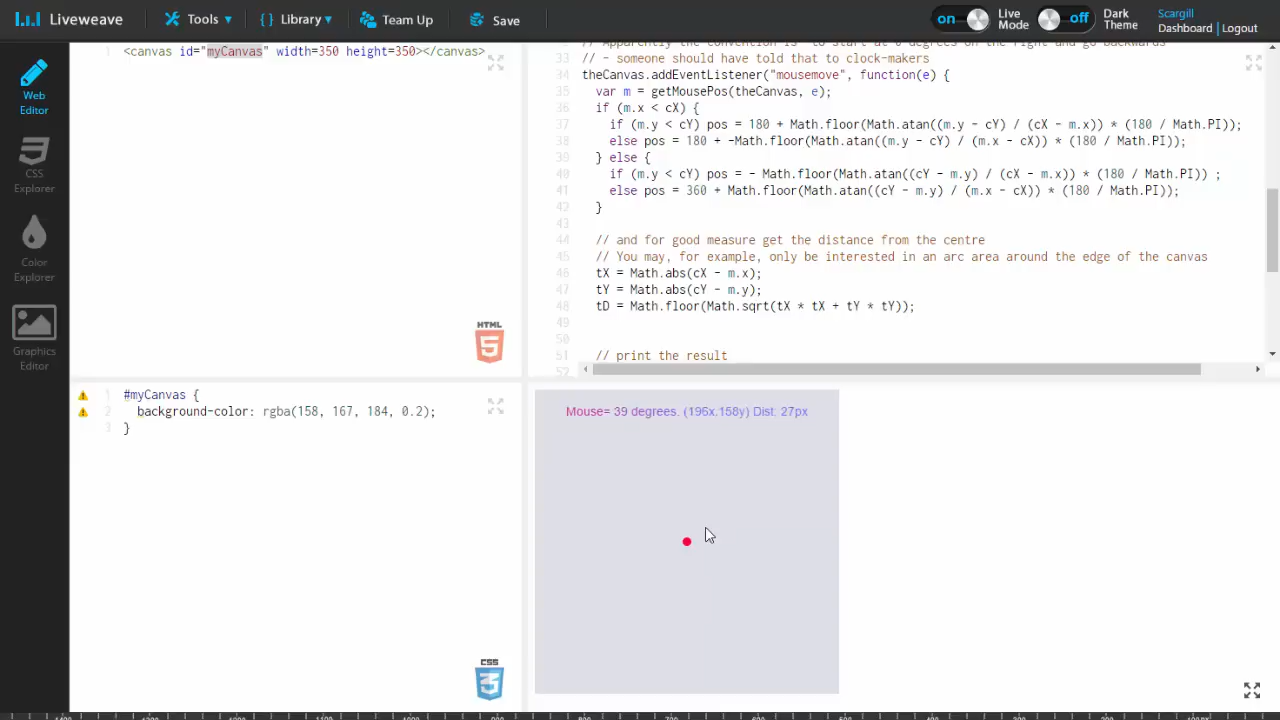 Liveweave
Tools ▾
{ } Library ▾
Team Up
Save
on
Live Mode
off
Dark Theme
Scargill
Dashboard | Logout
Web Editor
CSS Explorer
Color Explorer
Graphics Editor
1 <canvas id="myCanvas" width=350 height=350></canvas>
HTML
5
32 // Apparently the convention is to start at 0 degrees on the right and go backwards
33 // - someone should have told that to clock-makers
34 theCanvas.addEventListener("mousemove", function(e) {
35 var m = getMousePos(theCanvas, e);
36 if (m.x < cX) {
37 if (m.y < cY) pos = 180 + Math.floor(Math.atan((m.y - cY) / (cX - m.x)) * (180 / Math.PI));
38 else pos = 180 + -Math.floor(Math.atan((m.y - cY) / (m.x - cX)) * (180 / Math.PI));
39 } else {
40 if (m.y < cY) pos = - Math.floor(Math.atan((cY - m.y) / (cX - m.x)) * (180 / Math.PI)) ;
41 else pos = 360 + Math.floor(Math.atan((cY - m.y) / (m.x - cX)) * (180 / Math.PI));
42 }
43
44 // and for good measure get the distance from the centre
45 // You may, for example, only be interested in an arc area around the edge of the canvas
46 tX = Math.abs(cX - m.x);
47 tY = Math.abs(cY - m.y);
48 tD = Math.floor(Math.sqrt(tX * tX + tY * tY));
49
50
51 // print the result
52
1 #myCanvas {
2 background-color: rgba(158, 167, 184, 0.2);
3 }
CSS
3
Mouse= 39 degrees. (196x,158y) Dist: 27px